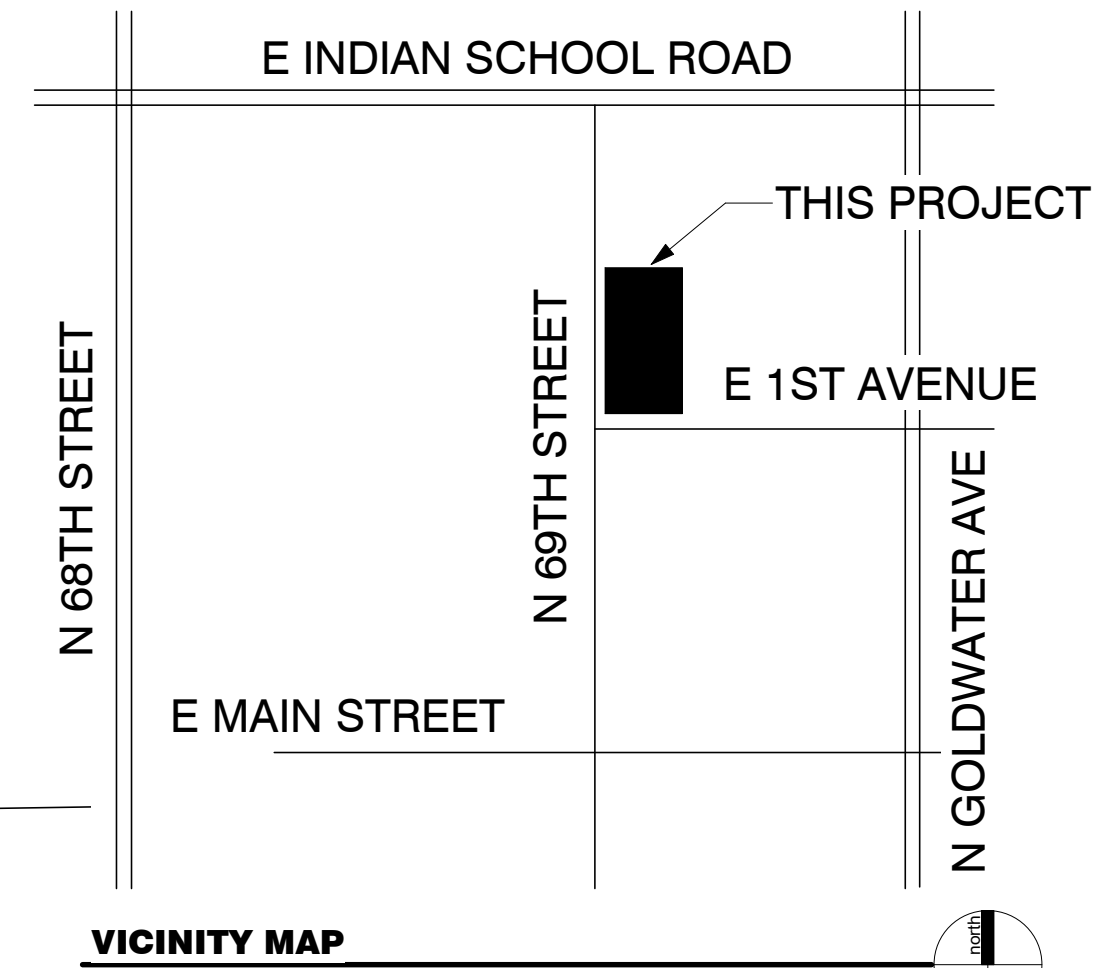 E INDIAN SCHOOL ROAD
THIS PROJECT
N 68TH STREET
N 69TH STREET
E 1ST AVENUE
N GOLDWATER AVE
E MAIN STREET
VICINITY MAP
north